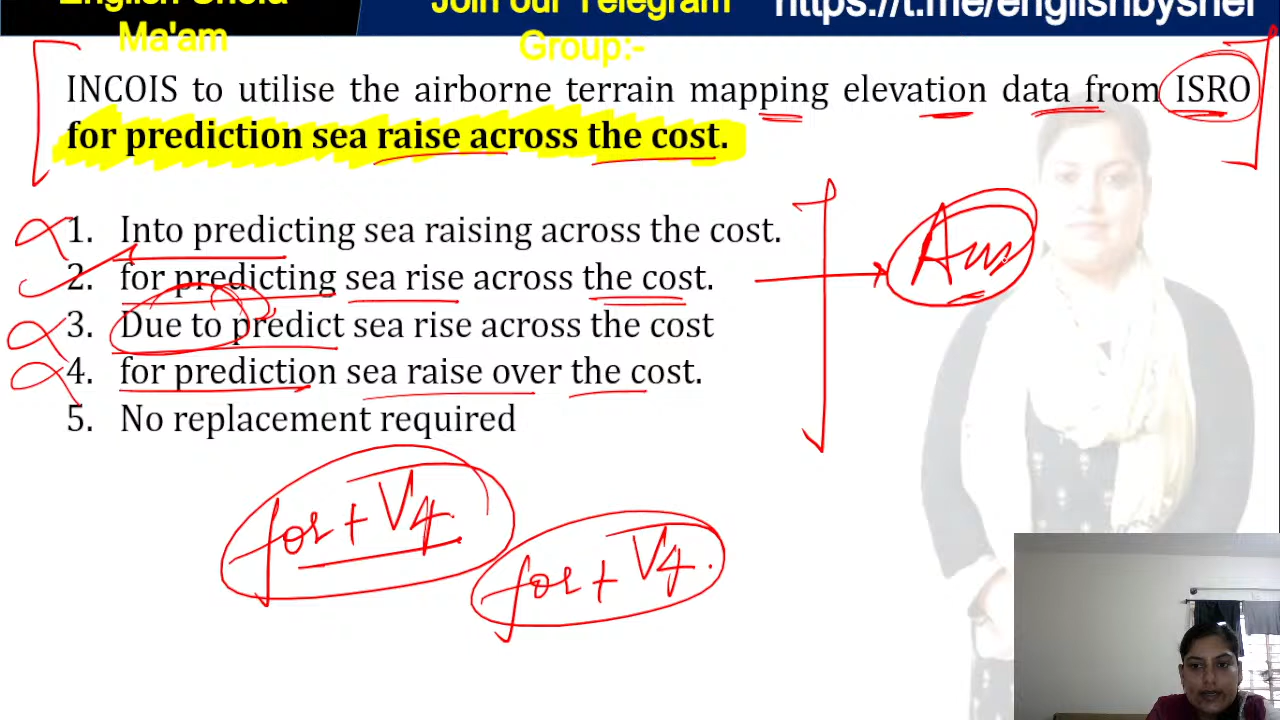 English Shola
Ma'am
Join our Telegram
Group:-
https://t.me/englishbyshel
INCOIS to utilise the airborne terrain mapping elevation data from ISRO
for prediction sea raise across the cost.
1. Into predicting sea raising across the cost.
2. for predicting sea rise across the cost.
3. Due to predict sea rise across the cost
4. for prediction sea raise over the cost.
5. No replacement required
Ans
for + V4.
for + V4.